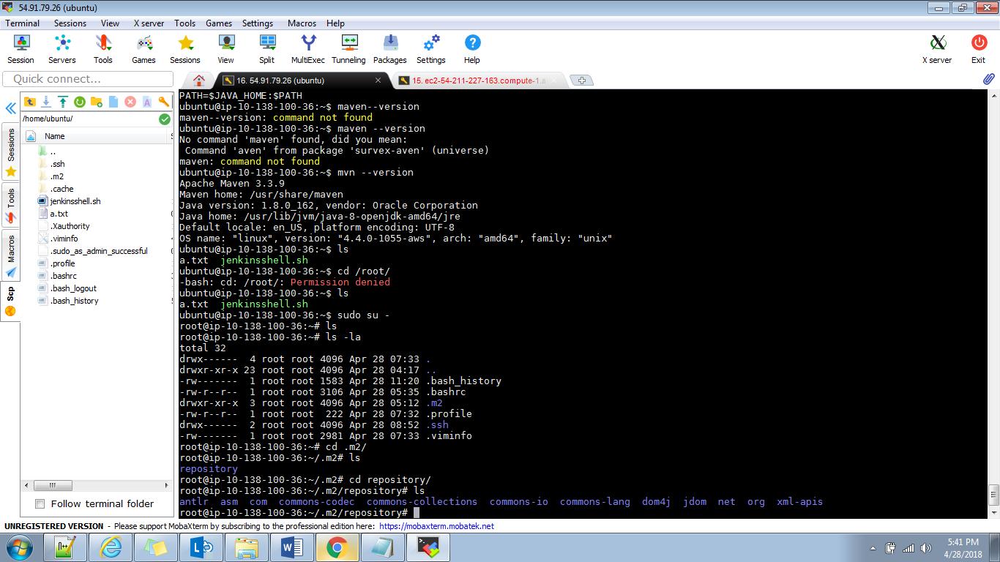 54.91.79.26 (ubuntu)
Terminal Sessions View X server Tools Games Settings Macros Help
Session Servers Tools Games Sessions View Split MultiExec Tunneling Packages Settings Help X server Exit
Quick connect...
16. 54.91.79.26 (ubuntu)
15. ec2-54-211-227-163.compute-1.
/home/ubuntu/
Name
..
.ssh
.m2
.cache
jenkinsshell.sh
a.txt
.Xauthority
.viminfo
.sudo_as_admin_successful
.profile
.bashrc
.bash_logout
.bash_history
Follow terminal folder
Sessions
Tools
Macros
Scp
PATH=$JAVA_HOME:$PATH
ubuntu@ip-10-138-100-36:~$ maven--version
maven--version: command not found
ubuntu@ip-10-138-100-36:~$ maven --version
No command 'maven' found, did you mean:
 Command 'aven' from package 'survex-aven' (universe)
maven: command not found
ubuntu@ip-10-138-100-36:~$ mvn --version
Apache Maven 3.3.9
Maven home: /usr/share/maven
Java version: 1.8.0_162, vendor: Oracle Corporation
Java home: /usr/lib/jvm/java-8-openjdk-amd64/jre
Default locale: en_US, platform encoding: UTF-8
OS name: "linux", version: "4.4.0-1055-aws", arch: "amd64", family: "unix"
ubuntu@ip-10-138-100-36:~$ ls
a.txt  jenkinsshell.sh
ubuntu@ip-10-138-100-36:~$ cd /root/
-bash: cd: /root/: Permission denied
ubuntu@ip-10-138-100-36:~$ ls
a.txt  jenkinsshell.sh
ubuntu@ip-10-138-100-36:~$ sudo su -
root@ip-10-138-100-36:~# ls
root@ip-10-138-100-36:~# ls -la
total 32
drwx------  4 root root 4096 Apr 28 07:33 .
drwxr-xr-x 23 root root 4096 Apr 28 04:17 ..
-rw-------  1 root root 1583 Apr 28 11:20 .bash_history
-rw-r--r--  1 root root 3106 Apr 28 05:35 .bashrc
drwxr-xr-x  3 root root 4096 Apr 28 05:12 .m2
-rw-r--r--  1 root root  222 Apr 28 07:32 .profile
drwx------  2 root root 4096 Apr 28 08:52 .ssh
-rw-------  1 root root 2981 Apr 28 07:33 .viminfo
root@ip-10-138-100-36:~# cd .m2/
root@ip-10-138-100-36:~/.m2# ls
repository
root@ip-10-138-100-36:~/.m2# cd repository/
root@ip-10-138-100-36:~/.m2/repository# ls
antlr  asm  com  commons-codec  commons-collections  commons-io  commons-lang  dom4j  jdom  net  org  xml-apis
root@ip-10-138-100-36:~/.m2/repository#
UNREGISTERED VERSION - Please support MobaXterm by subscribing to the professional edition here: https://mobaxterm.mobatek.net
5:41 PM
4/28/2018